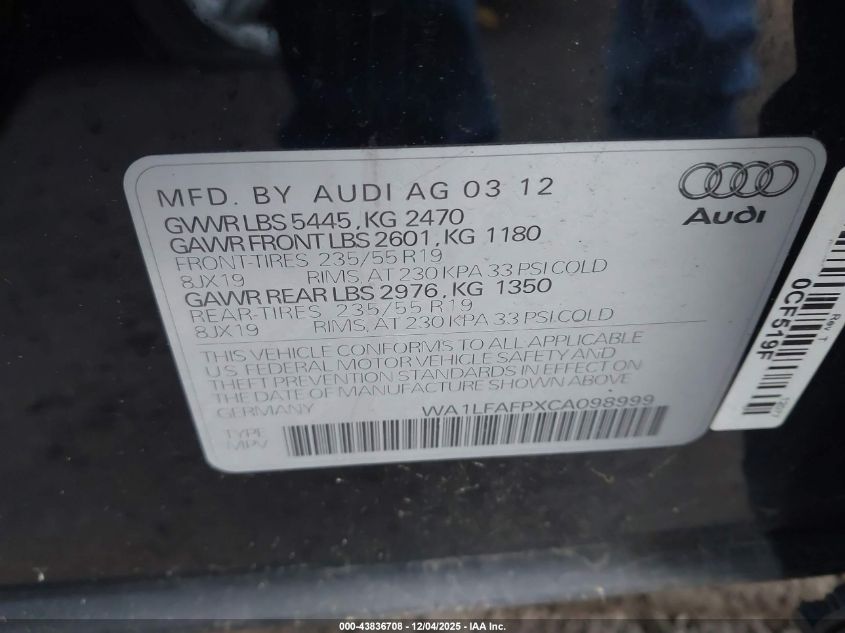 MFD. BY AUDI AG 03 12
Audi
GVWR LBS 5445, KG 2470
GAWR FRONT LBS 2601, KG 1180
FRONT-TIRES 235/55 R19
8JX19 RIMS, AT 230 KPA 33 PSI COLD
GAWR REAR LBS 2976, KG 1350
REAR-TIRES 235/55 R19
8JX19 RIMS, AT 230 KPA 33 PSI.COLD
THIS VEHICLE CONFORMS TO ALL APPLICABLE
U.S. FEDERAL MOTOR VEHICLE SAFETY AND
THEFT PREVENTION STANDARDS IN EFFECT ON
THE DATE OF MANUFACTURE SHOWN ABOVE.
GERMANY WA1LFAFPXCA098999
TYPE
MPV
0CF519F
Rev. T
12077
000-43836708 - 12/04/2025 - IAA Inc.